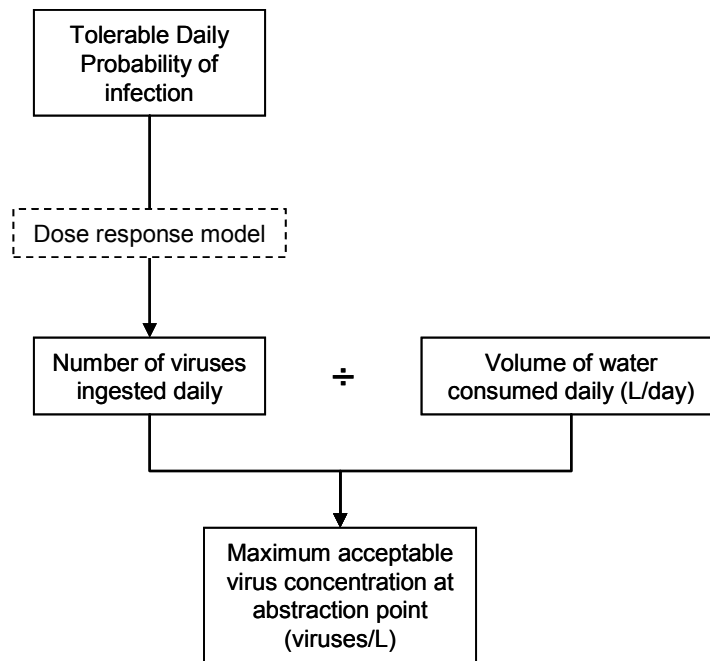 Tolerable Daily
Probability of
infection
Dose response model
Number of viruses
ingested daily
÷
Volume of water
consumed daily (L/day)
Maximum acceptable
virus concentration at
abstraction point
(viruses/L)